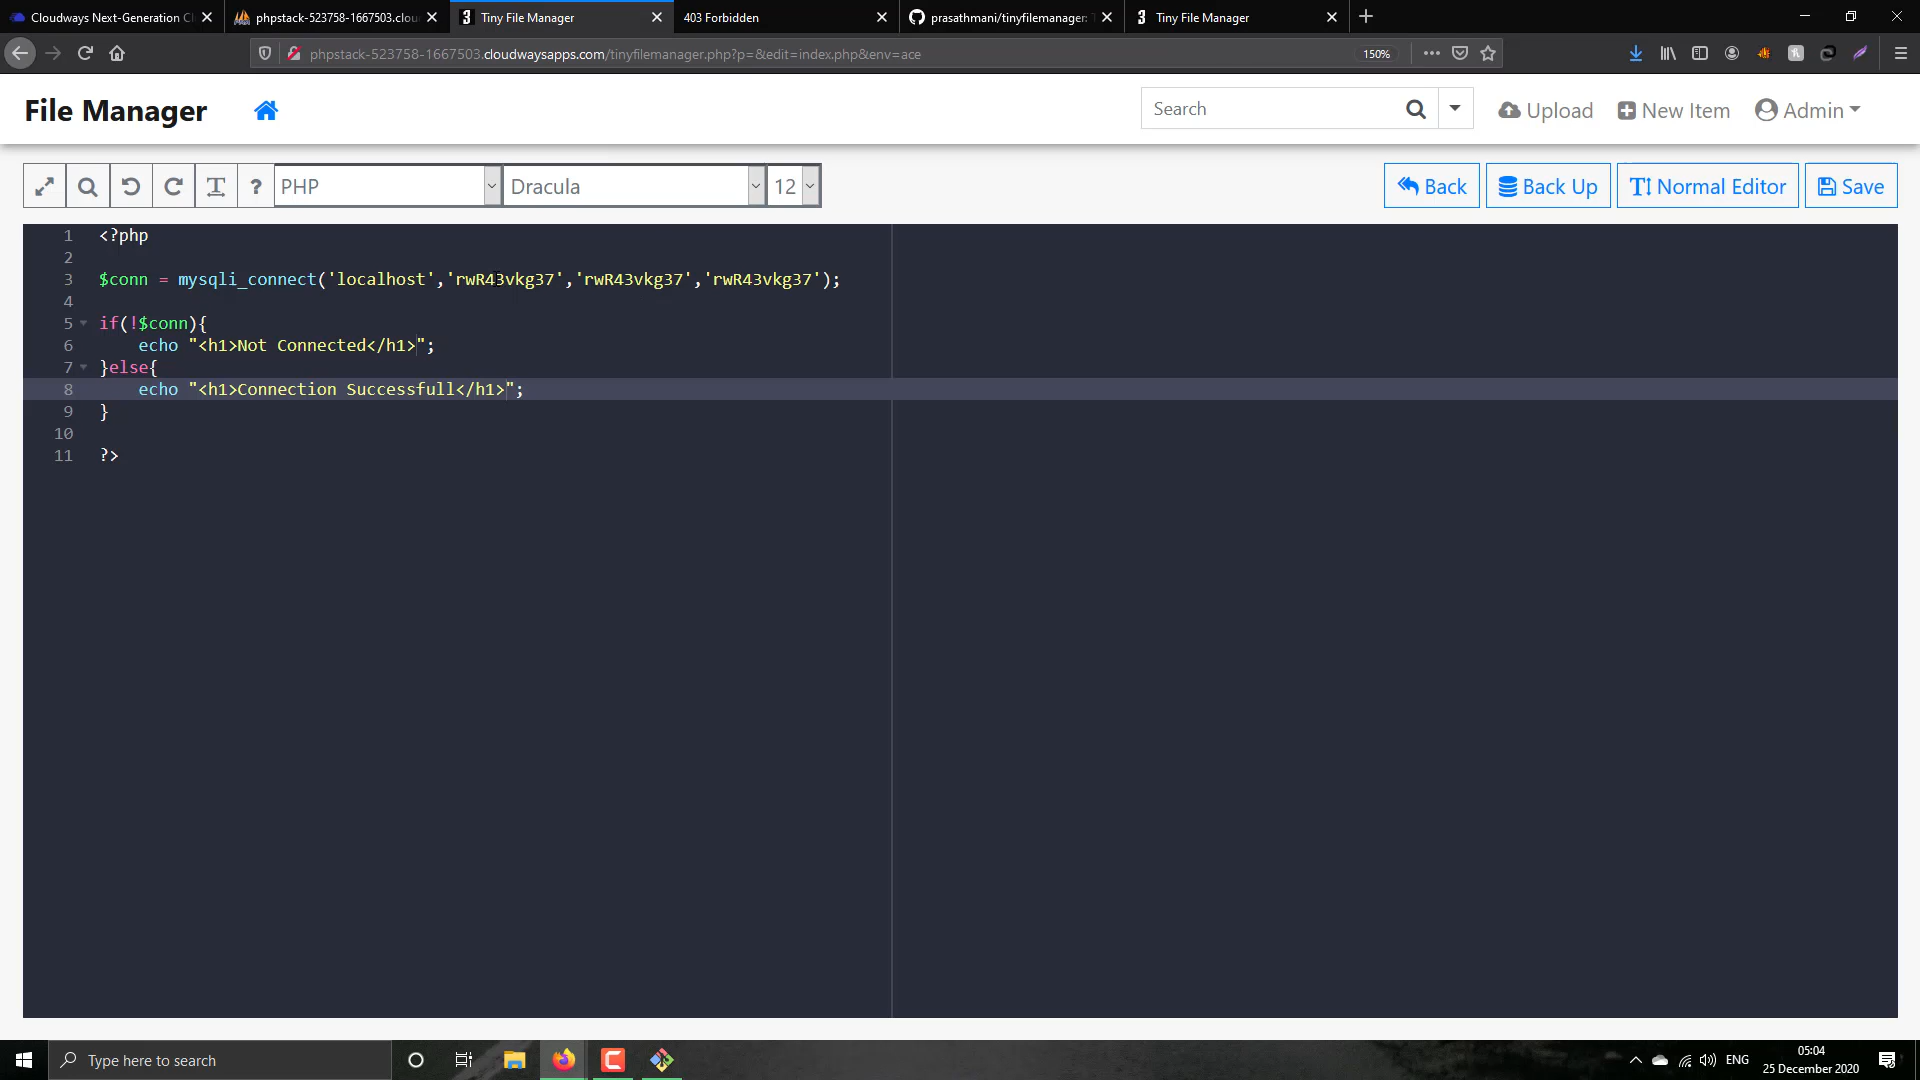 Cloudways Next-Generation Cl
phpstack-523758-1667503.clou
Tiny File Manager
403 Forbidden
prasathmani/tinyfilemanager: T
Tiny File Manager
phpstack-523758-1667503.cloudwaysapps.com/tinyfilemanager.php?p=&edit=index.php&env=ace
150%
File Manager
Search
Upload
New Item
Admin
PHP
Dracula
12
Back
Back Up
Normal Editor
Save
1 <?php
2
3 $conn = mysqli_connect('localhost','rwR43vkg37','rwR43vkg37','rwR43vkg37');
4
5 if(!$conn){
6 echo "<h1>Not Connected</h1>";
7 }else{
8 echo "<h1>Connection Successfull</h1>";
9 }
10
11 ?>
Type here to search
ENG
05:04
25 December 2020